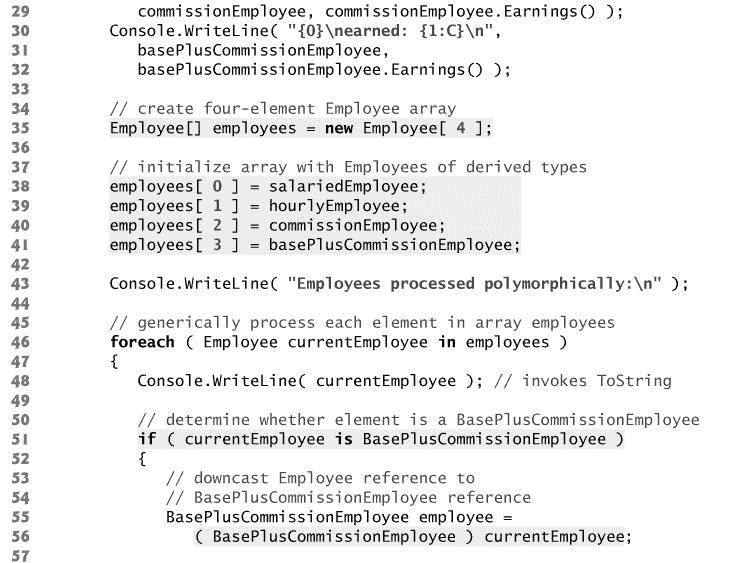 29 commissionEmployee, commissionEmployee.Earnings() );
30 Console.WriteLine( "{0}\nearned: {1:C}\n",
31 basePlusCommissionEmployee,
32 basePlusCommissionEmployee.Earnings() );
33
34 // create four-element Employee array
35 Employee[] employees = new Employee[ 4 ];
36
37 // initialize array with Employees of derived types
38 employees[ 0 ] = salariedEmployee;
39 employees[ 1 ] = hourlyEmployee;
40 employees[ 2 ] = commissionEmployee;
41 employees[ 3 ] = basePlusCommissionEmployee;
42
43 Console.WriteLine( "Employees processed polymorphically:\n" );
44
45 // generically process each element in array employees
46 foreach ( Employee currentEmployee in employees )
47 {
48 Console.WriteLine( currentEmployee ); // invokes ToString
49
50 // determine whether element is a BasePlusCommissionEmployee
51 if ( currentEmployee is BasePlusCommissionEmployee )
52 {
53 // downcast Employee reference to
54 // BasePlusCommissionEmployee reference
55 BasePlusCommissionEmployee employee =
56 ( BasePlusCommissionEmployee ) currentEmployee;
57